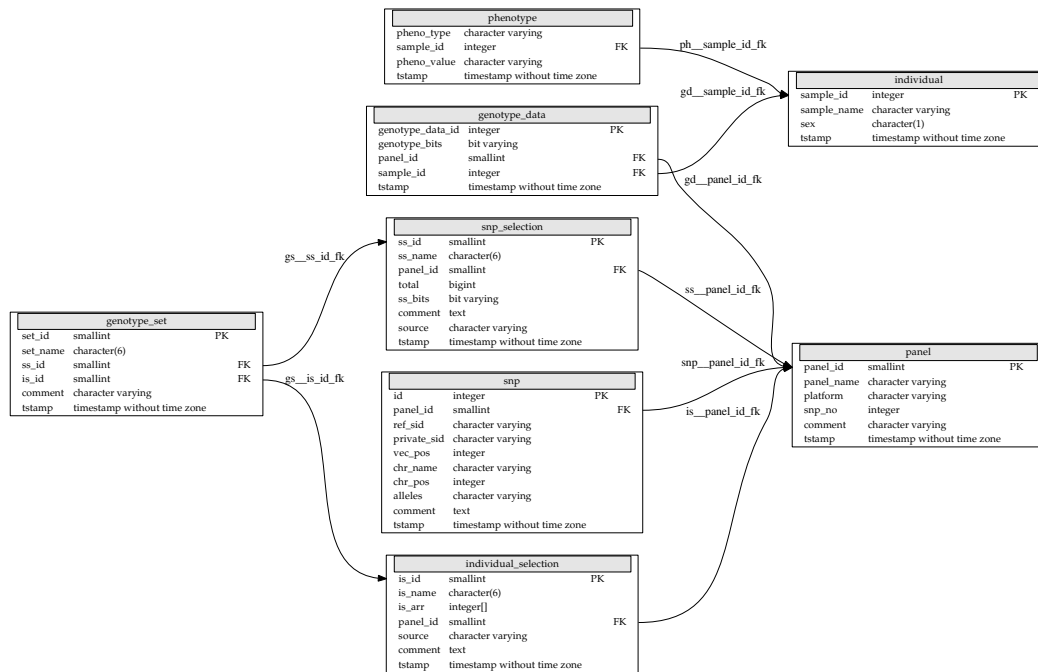 phenotype
pheno_type character varying
sample_id integer FK
pheno_value character varying
tstamp timestamp without time zone
ph__sample_id_fk
individual
sample_id integer PK
sample_name character varying
sex character(1)
tstamp timestamp without time zone
gd__sample_id_fk
genotype_data
genotype_data_id integer PK
genotype_bits bit varying
panel_id smallint FK
sample_id integer FK
tstamp timestamp without time zone
gd__panel_id_fk
snp_selection
ss_id smallint PK
ss_name character(6)
panel_id smallint FK
total bigint
ss_bits bit varying
comment text
source character varying
tstamp timestamp without time zone
gs__ss_id_fk
ss__panel_id_fk
genotype_set
set_id smallint PK
set_name character(6)
ss_id smallint FK
is_id smallint FK
comment character varying
tstamp timestamp without time zone
gs__is_id_fk
snp__panel_id_fk
panel
panel_id smallint PK
panel_name character varying
platform character varying
snp_no integer
comment character varying
tstamp timestamp without time zone
snp
id integer PK
panel_id smallint FK
ref_sid character varying
private_sid character varying
vec_pos integer
chr_name character varying
chr_pos integer
alleles character varying
comment text
tstamp timestamp without time zone
is__panel_id_fk
individual_selection
is_id smallint PK
is_name character(6)
is_arr integer[]
panel_id smallint FK
source character varying
comment text
tstamp timestamp without time zone